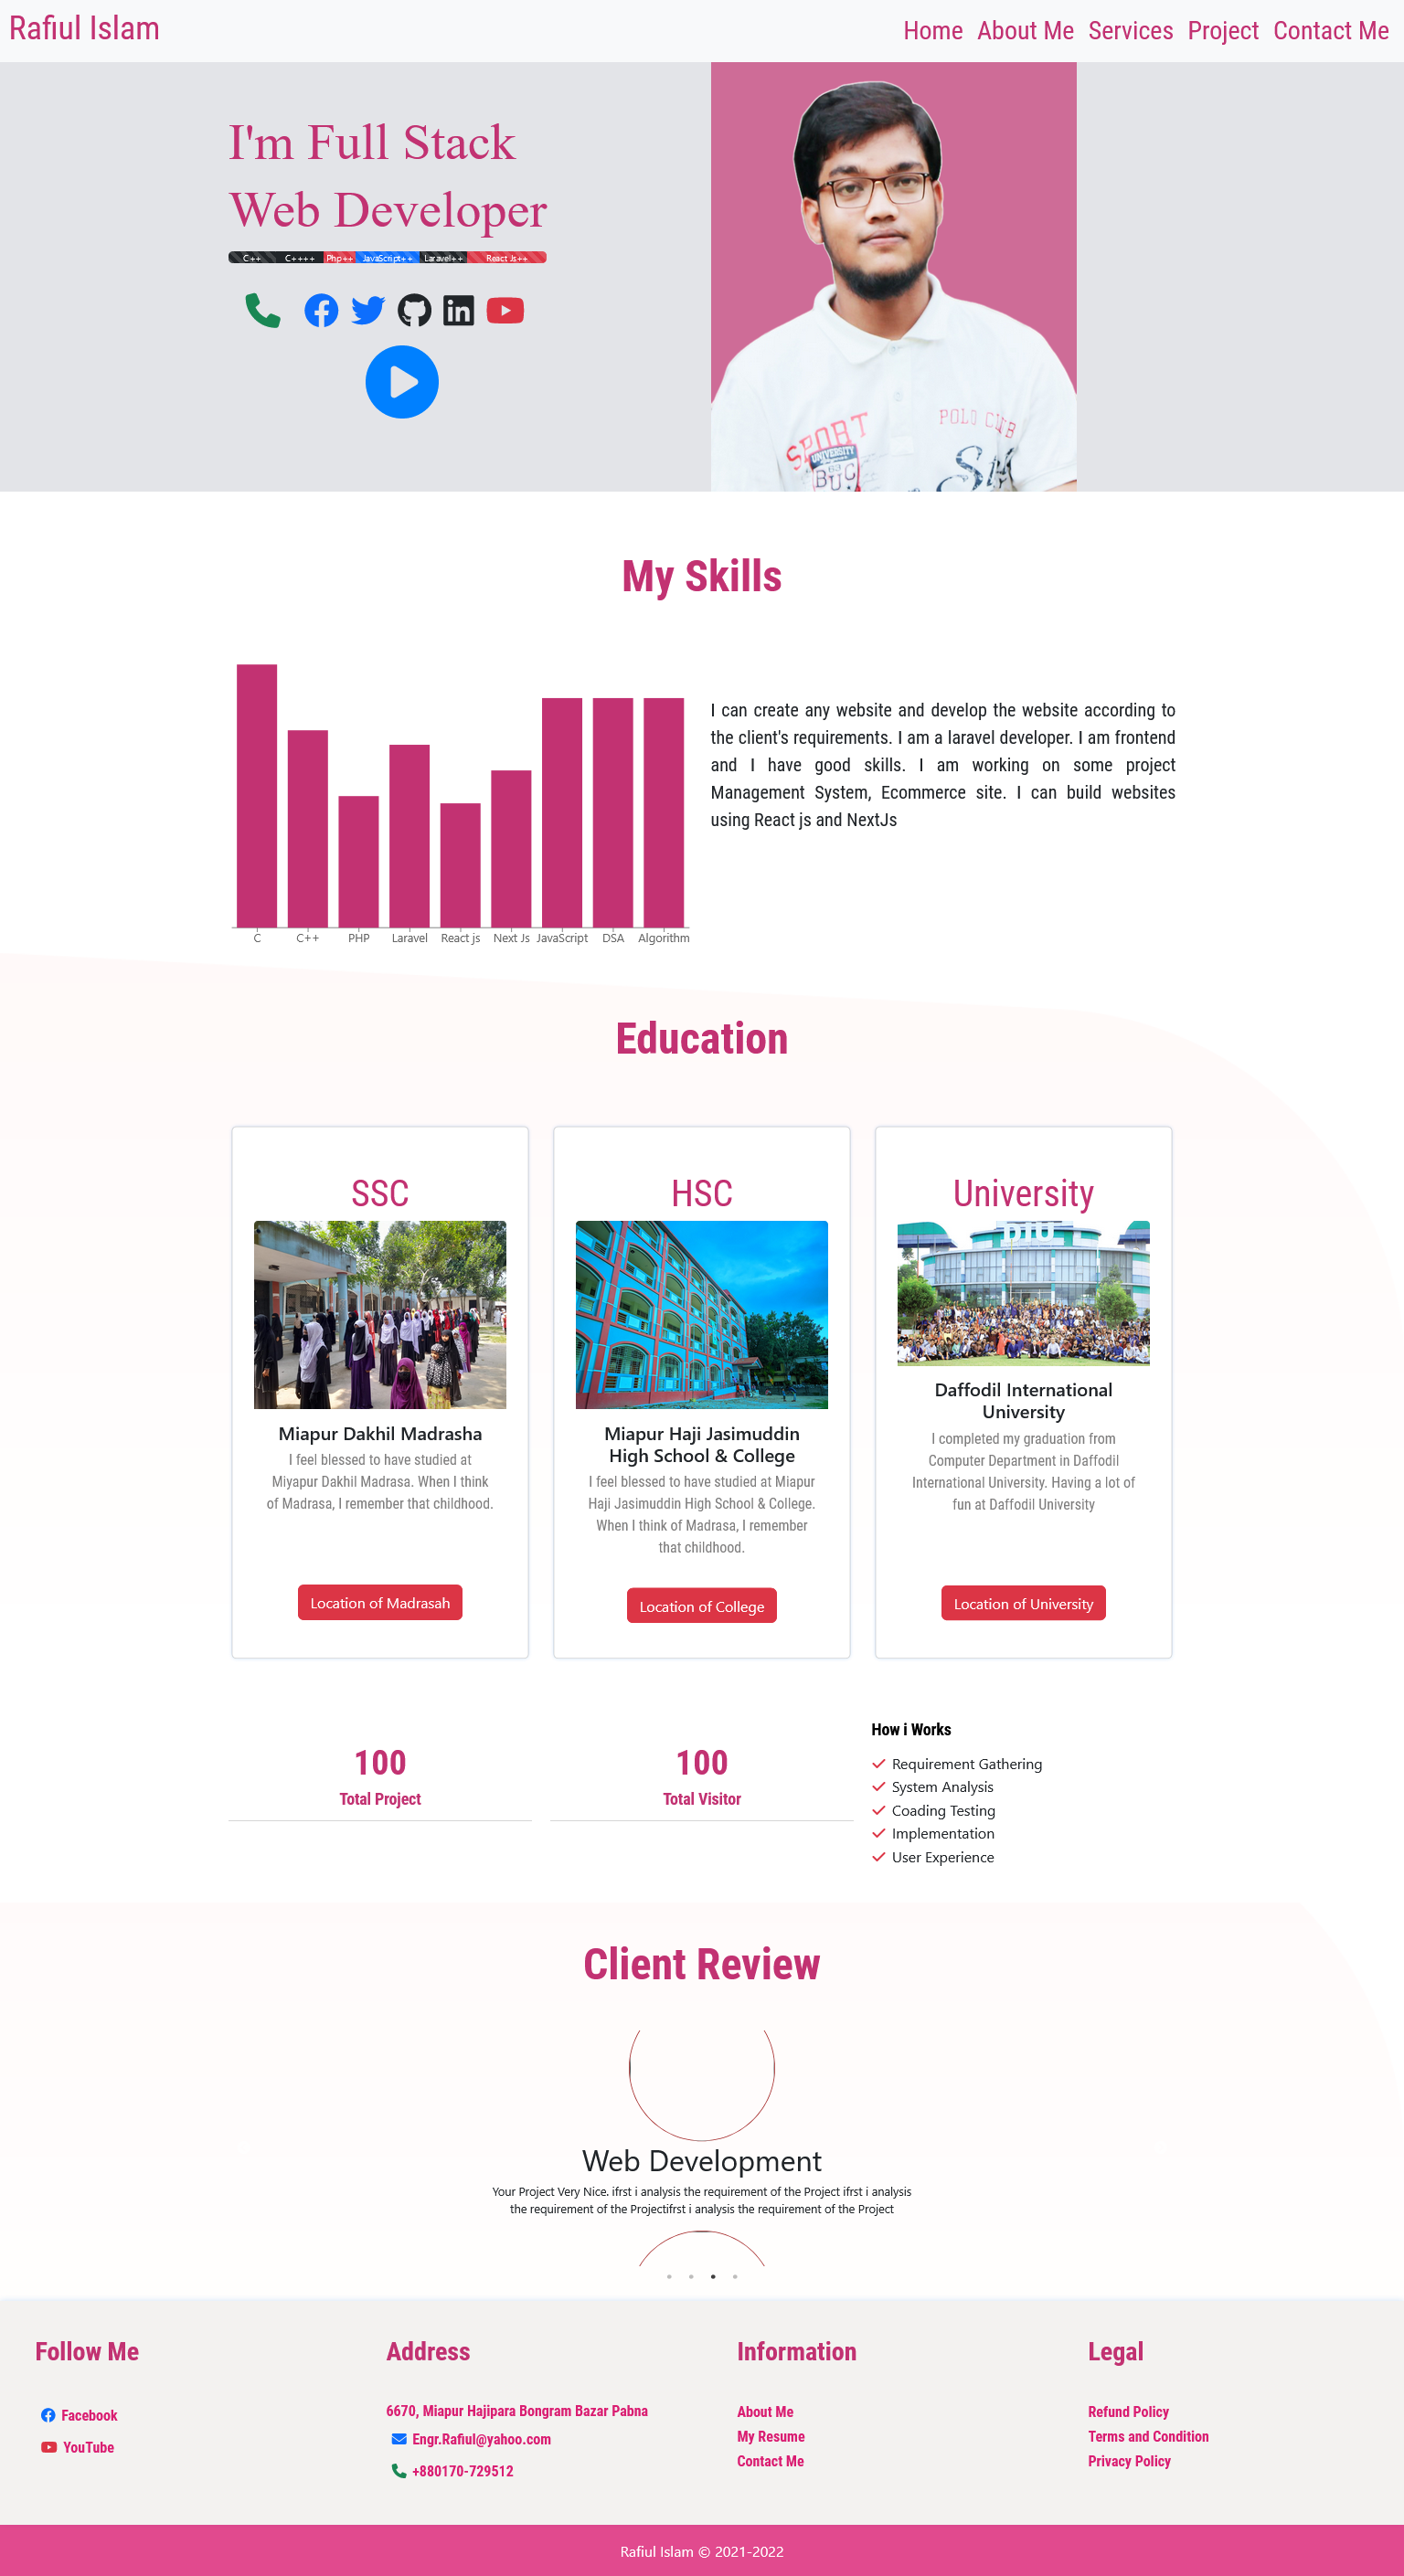 Rafiul Islam
Home About Me Services Project Contact Me
I'm Full Stack
Web Developer
C++ C++++ Php++ JavaScript++ Laravel++ React Js++
SPORT
UNIVERSITY
63
BUC
POLO CLUB
My Skills
I can create any website and develop the website according to
the client's requirements. I am a laravel developer. I am frontend
and I have good skills. I am working on some project
Management System, Ecommerce site. I can build websites
using React js and NextJs
C C++ PHP Laravel React js Next Js JavaScript DSA Algorithm
Education
SSC
Miapur Dakhil Madrasha
I feel blessed to have studied at
Miyapur Dakhil Madrasa. When I think
of Madrasa, I remember that childhood.
Location of Madrasah
HSC
Miapur Haji Jasimuddin
High School & College
I feel blessed to have studied at Miapur
Haji Jasimuddin High School & College.
When I think of Madrasa, I remember
that childhood.
Location of College
University
DIU
Daffodil International
University
I completed my graduation from
Computer Department in Daffodil
International University. Having a lot of
fun at Daffodil University
Location of University
100
Total Project
100
Total Visitor
How i Works
Requirement Gathering
System Analysis
Coading Testing
Implementation
User Experience
Client Review
Web Development
Your Project Very Nice. ifrst i analysis the requirement of the Project ifrst i analysis
the requirement of the Projectifrst i analysis the requirement of the Project
Follow Me
Facebook
YouTube
Address
6670, Miapur Hajipara Bongram Bazar Pabna
Engr.Rafiul@yahoo.com
+880170-729512
Information
About Me
My Resume
Contact Me
Legal
Refund Policy
Terms and Condition
Privacy Policy
Rafiul Islam © 2021-2022